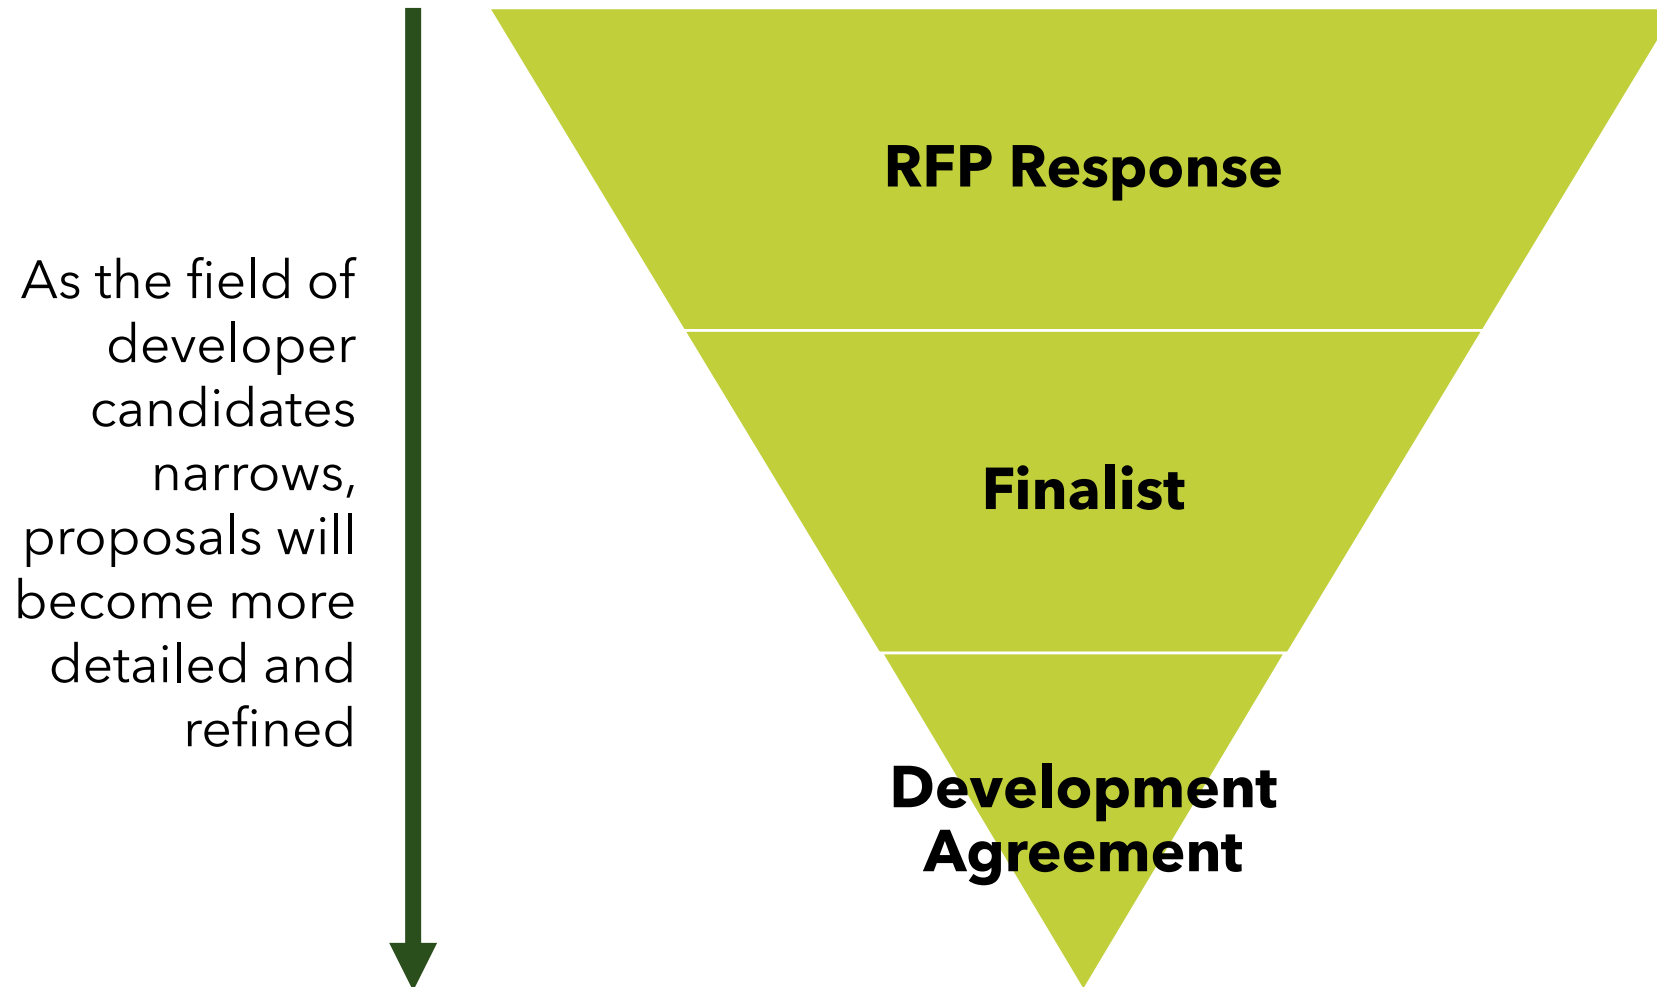 As the field of
developer
candidates
narrows,
proposals will
become more
detailed and
refined
RFP Response
Finalist
Development
Agreement